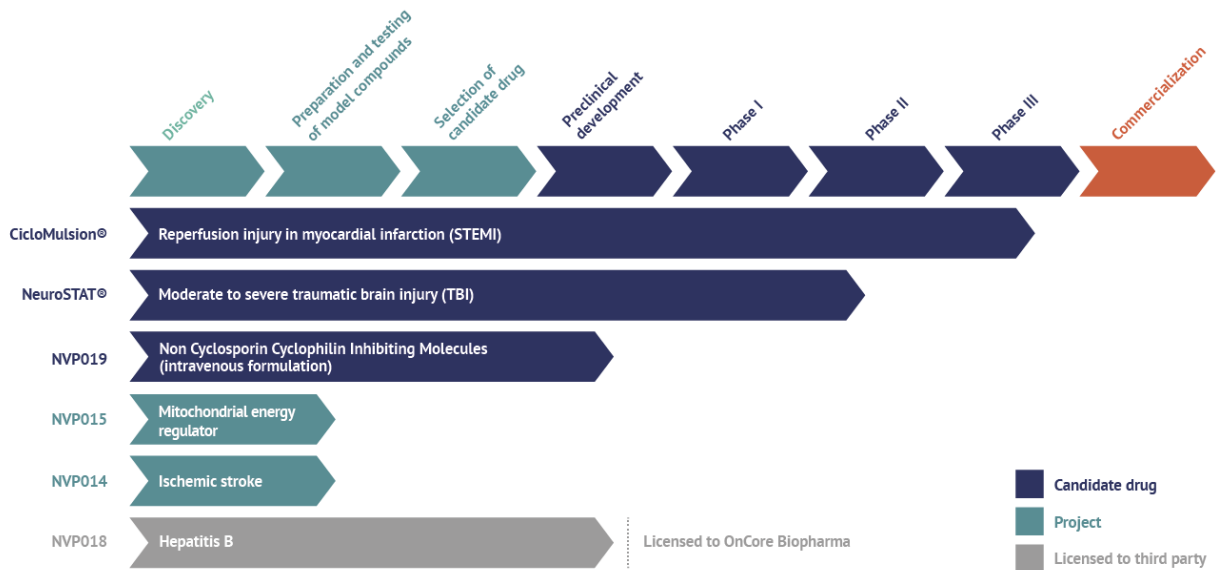 Discovery
Preparation and testing
of model compounds
Selection of
candidate drug
Preclinical
development
Phase I
Phase II
Phase III
Commercialization
CicloMulsion®
Reperfusion injury in myocardial infarction (STEMI)
NeuroSTAT®
Moderate to severe traumatic brain injury (TBI)
NVP019
Non Cyclosporin Cyclophilin Inhibiting Molecules
(intravenous formulation)
NVP015
Mitochondrial energy
regulator
NVP014
Ischemic stroke
NVP018
Hepatitis B
Licensed to OnCore Biopharma
Candidate drug
Project
Licensed to third party